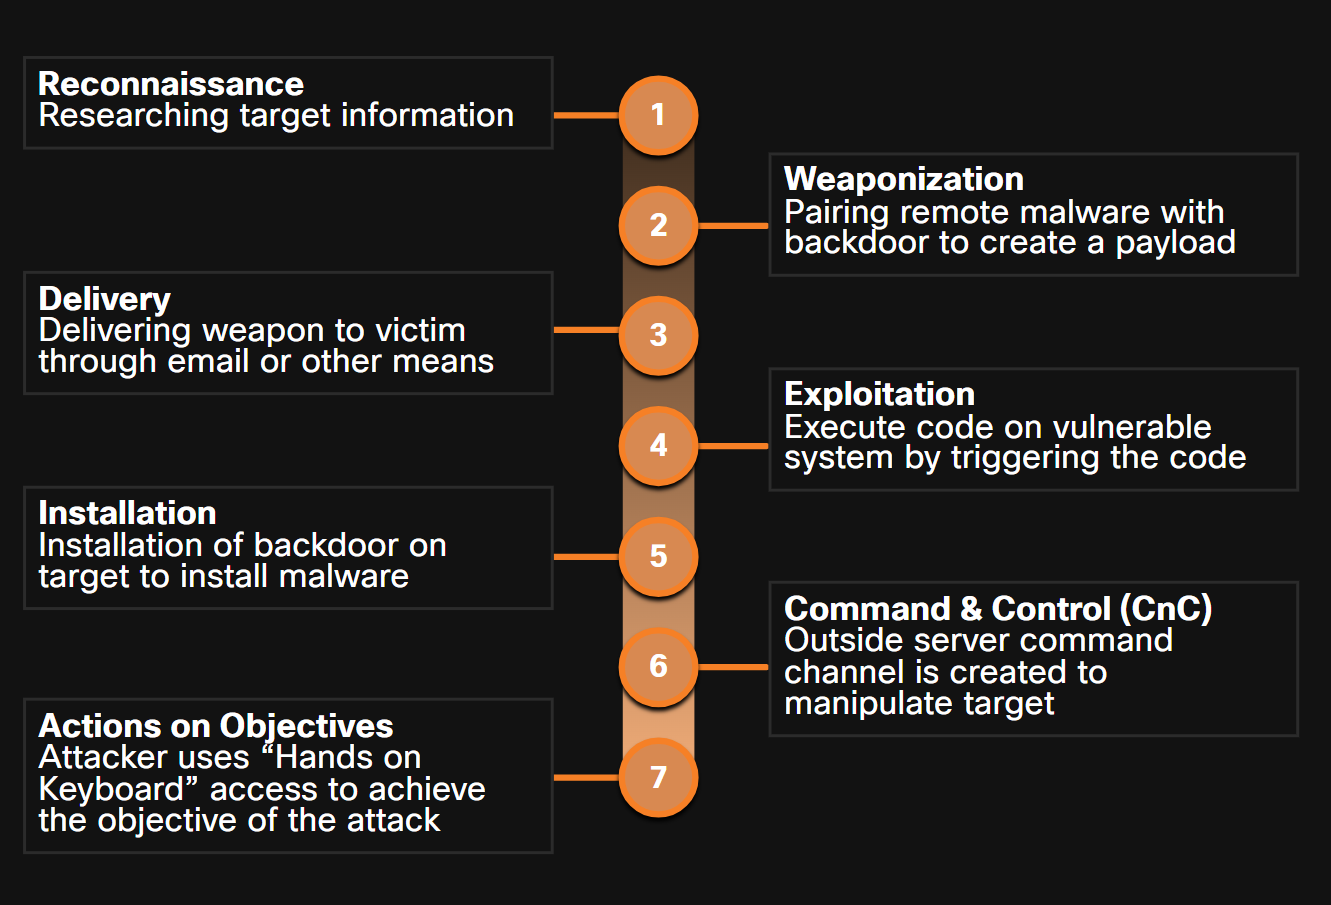 Reconnaissance
Researching target information
1
Weaponization
Pairing remote malware with
backdoor to create a payload
2
Delivery
Delivering weapon to victim
through email or other means
3
Exploitation
Execute code on vulnerable
system by triggering the code
4
Installation
Installation of backdoor on
target to install malware
5
Command & Control (CnC)
Outside server command
channel is created to
manipulate target
6
Actions on Objectives
Attacker uses “Hands on
Keyboard” access to achieve
the objective of the attack
7